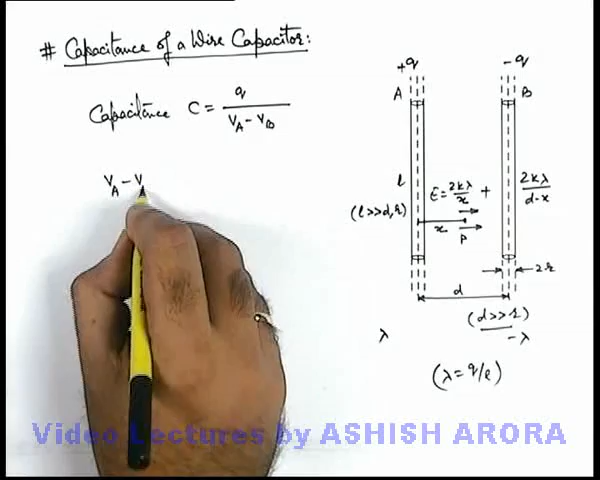 # Capacitance of a Wire Capacitor:
Capacitance C = q / (V_A − V_B)
V_A − V
+q
−q
A
B
l
(l>>d,r)
E = 2kλ/x + 2kλ/(d-x)
x
P
2r
d
(d>>r)
λ
−λ
(λ = q/l)
Video Lectures by ASHISH ARORA